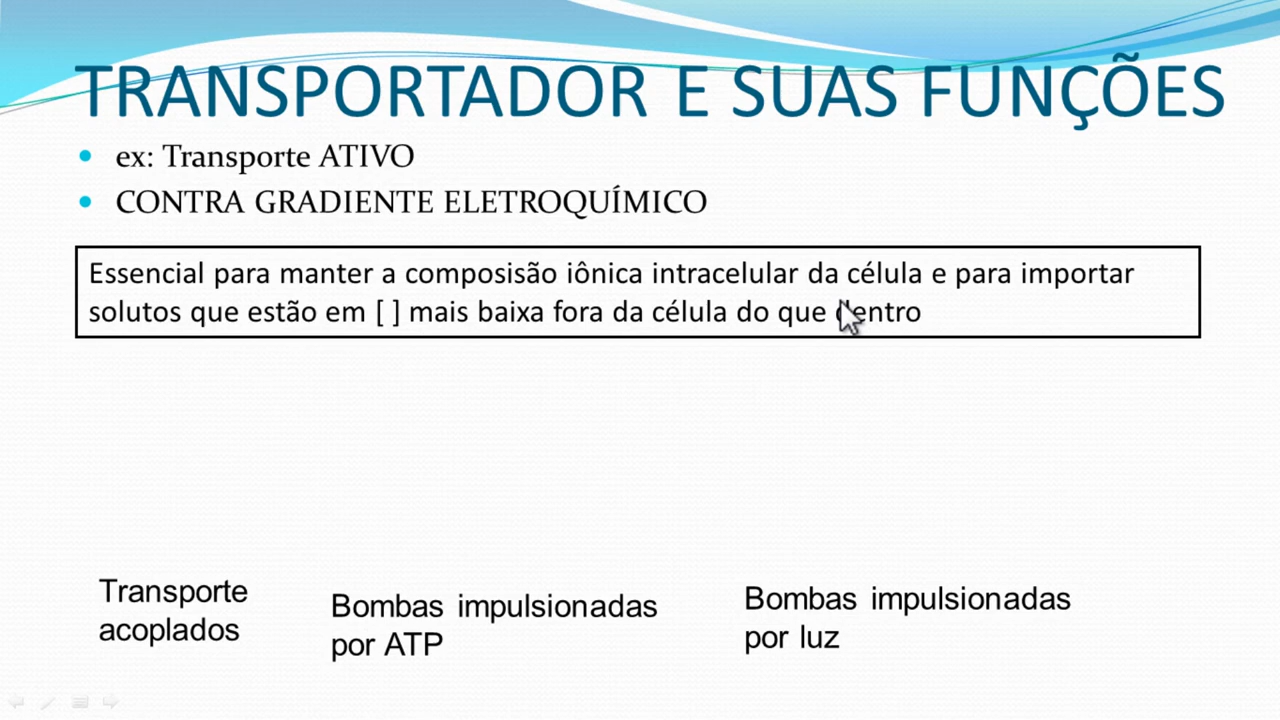 TRANSPORTADOR E SUAS FUNÇÕES
ex: Transporte ATIVO
CONTRA GRADIENTE ELETROQUÍMICO
Essencial para manter a composisão iônica intracelular da célula e para importar
solutos que estão em [ ] mais baixa fora da célula do que dentro
Transporte
acoplados
Bombas impulsionadas
por ATP
Bombas impulsionadas
por luz